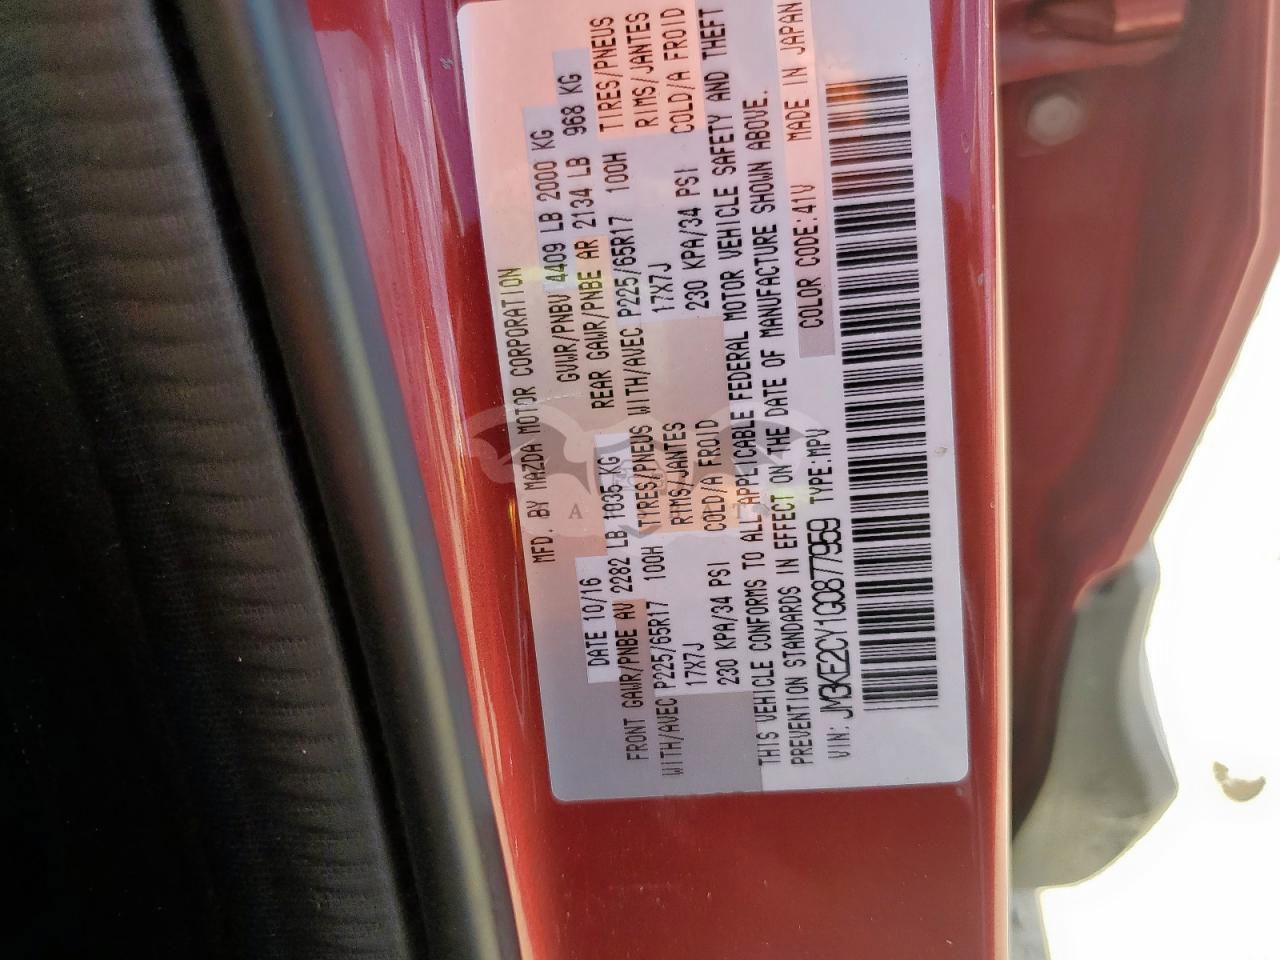 MFD. BY MAZDA MOTOR CORPORATION
DATE 10/16 GVWR/PNBV 4409 LB 2000 KG
FRONT GAWR/PNBE AV 2282 LB 1035 KG REAR GAWR/PNBE AR 2134 LB 968 KG
WITH/AVEC P225/65R17 100H TIRES/PNEUS WITH/AVEC P225/65R17 100H TIRES/PNEUS
17X7J RIMS/JANTES 17X7J RIMS/JANTES
230 KPA/34 PSI COLD/A FROID 230 KPA/34 PSI COLD/A FROID
THIS VEHICLE CONFORMS TO ALL APPLICABLE FEDERAL MOTOR VEHICLE SAFETY AND THEFT
PREVENTION STANDARDS IN EFFECT ON THE DATE OF MANUFACTURE SHOWN ABOVE.
VIN: JM3KE2CY1G0877959 TYPE:MPV COLOR CODE:41V MADE IN JAPAN